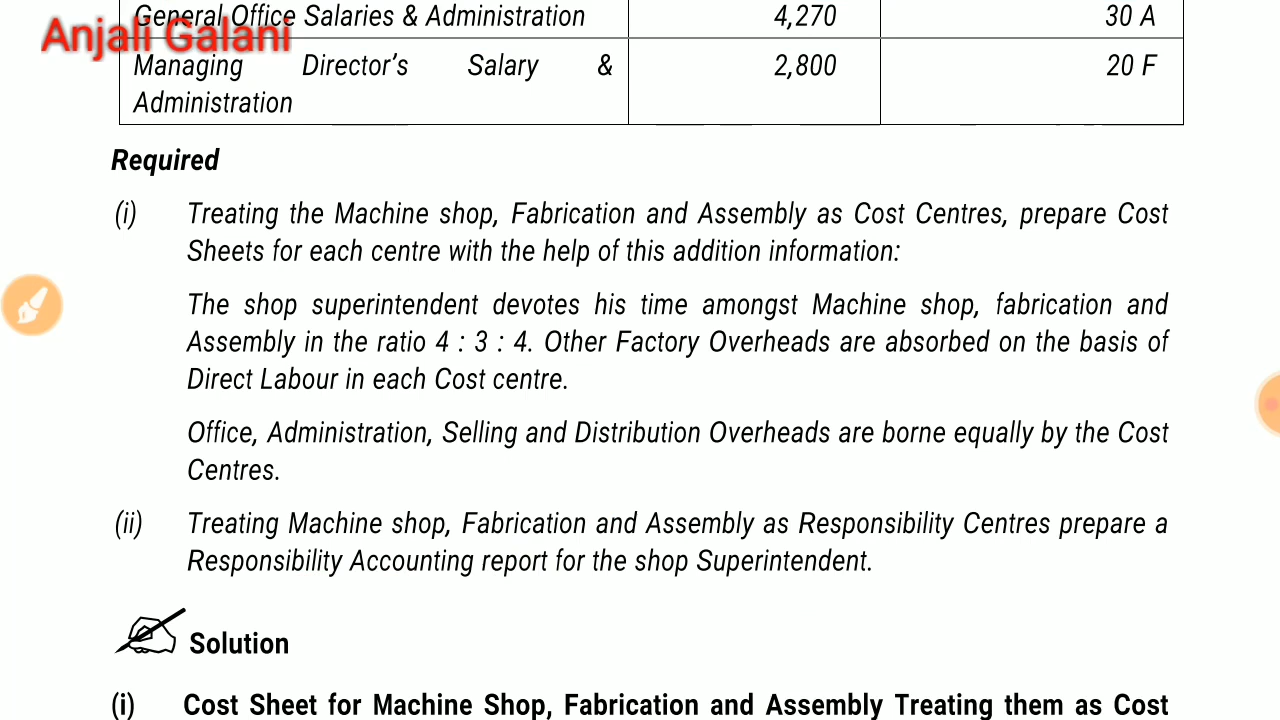 General Office Salaries & Administration 4,270 30 A
Anjali Galani
Managing Director's Salary & 2,800 20 F
Administration
Required
(i) Treating the Machine shop, Fabrication and Assembly as Cost Centres, prepare Cost
Sheets for each centre with the help of this addition information:
The shop superintendent devotes his time amongst Machine shop, fabrication and
Assembly in the ratio 4 : 3 : 4. Other Factory Overheads are absorbed on the basis of
Direct Labour in each Cost centre.
Office, Administration, Selling and Distribution Overheads are borne equally by the Cost
Centres.
(ii) Treating Machine shop, Fabrication and Assembly as Responsibility Centres prepare a
Responsibility Accounting report for the shop Superintendent.
Solution
(i) Cost Sheet for Machine Shop, Fabrication and Assembly Treating them as Cost